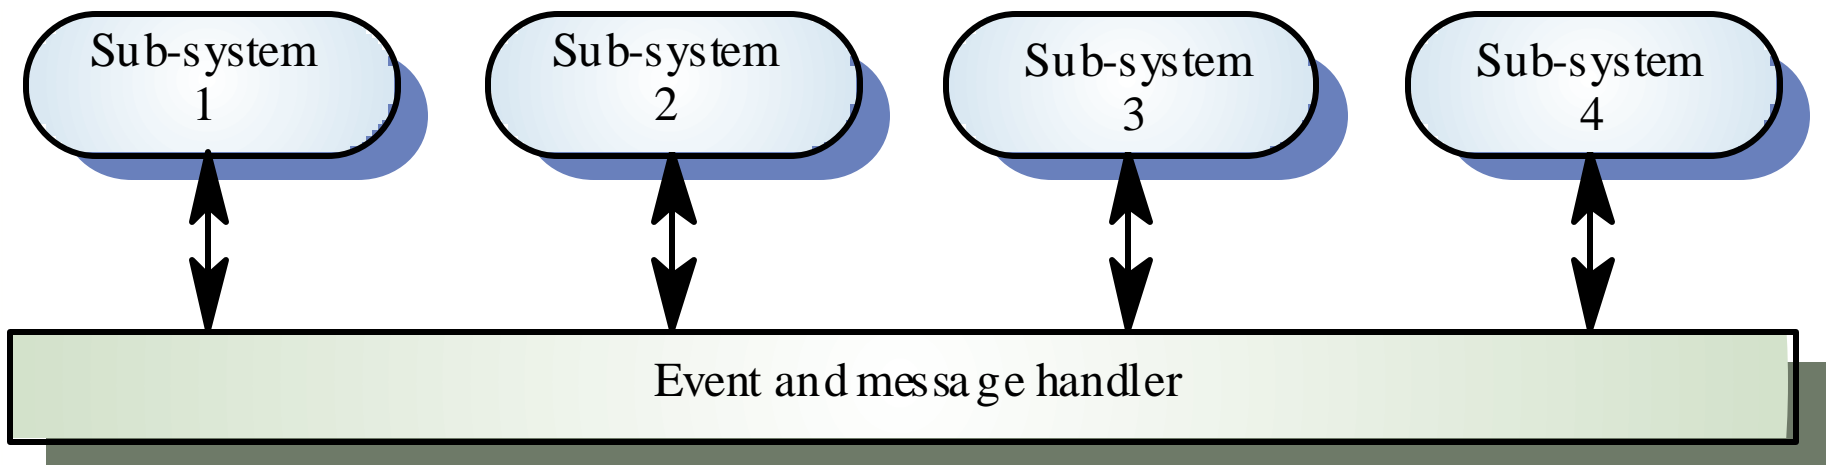 Sub-system
1
Sub-system
2
Sub-system
3
Sub-system
4
Event and message handler